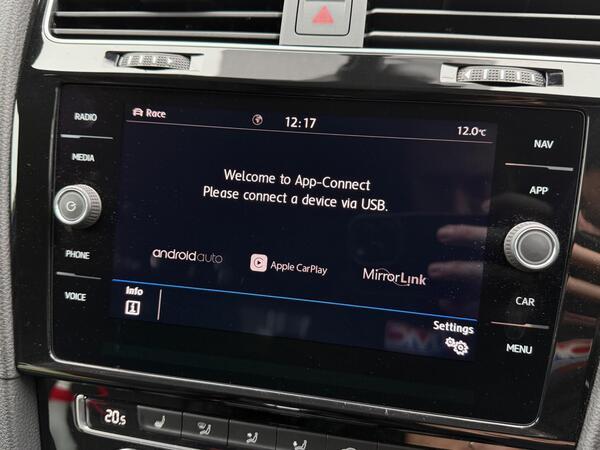 RADIO
MEDIA
PHONE
VOICE
Race
12:17
12.0°C
Welcome to App-Connect
Please connect a device via USB.
androidauto
Apple CarPlay
MirrorLink
Info
Settings
NAV
APP
CAR
MENU
20.5